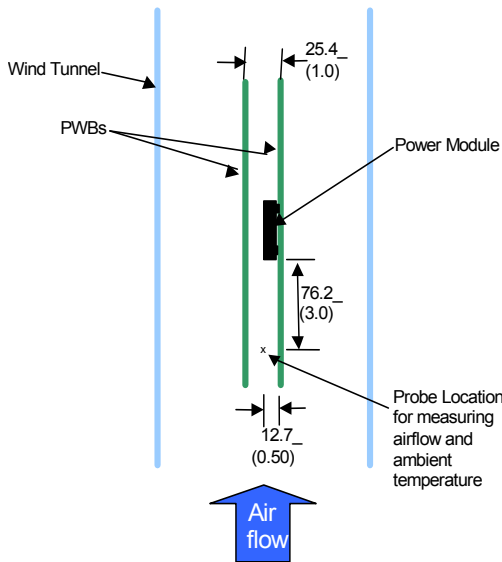 25.4_
(1.0)
Wind Tunnel
PWBs
Power Module
76.2_
(3.0)
x
Probe Location
for measuring
airflow and
ambient
temperature
12.7_
(0.50)
Air
flow